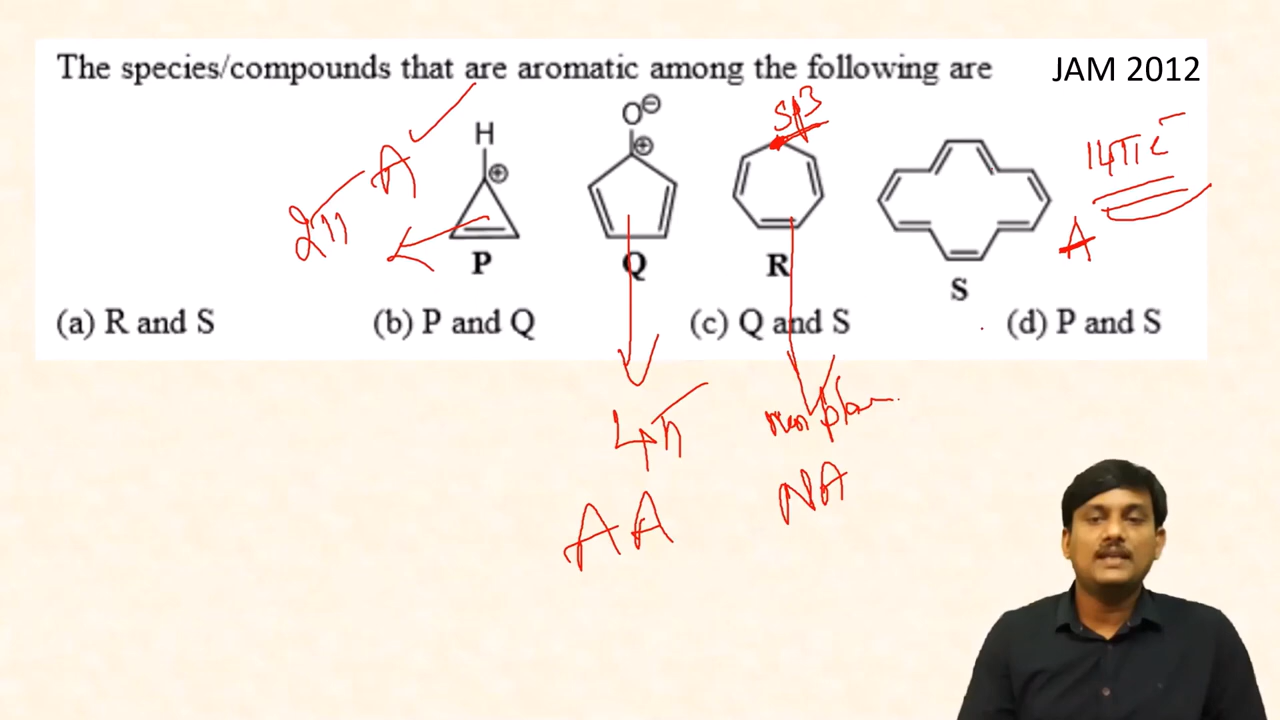 The species/compounds that are aromatic among the following are JAM 2012
H
⊕
P
O⊖
⊕
Q
sp3
R
S
2π A
14πe⁻
A
(a) R and S (b) P and Q (c) Q and S (d) P and S
4π
AA
non
NA